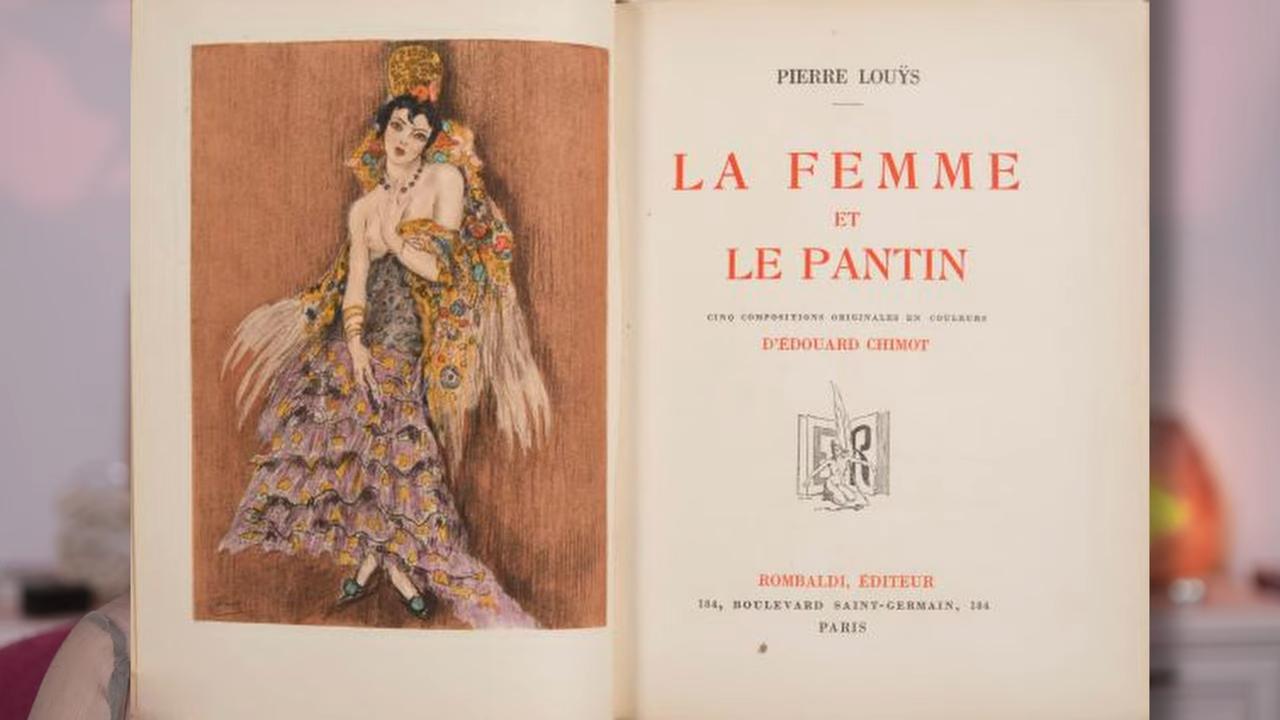 PIERRE LOUŸS
LA FEMME
ET
LE PANTIN
CINQ COMPOSITIONS ORIGINALES EN COULEURS
D'ÉDOUARD CHIMOT
ER
ROMBALDI, ÉDITEUR
184, BOULEVARD SAINT-GERMAIN, 184
PARIS